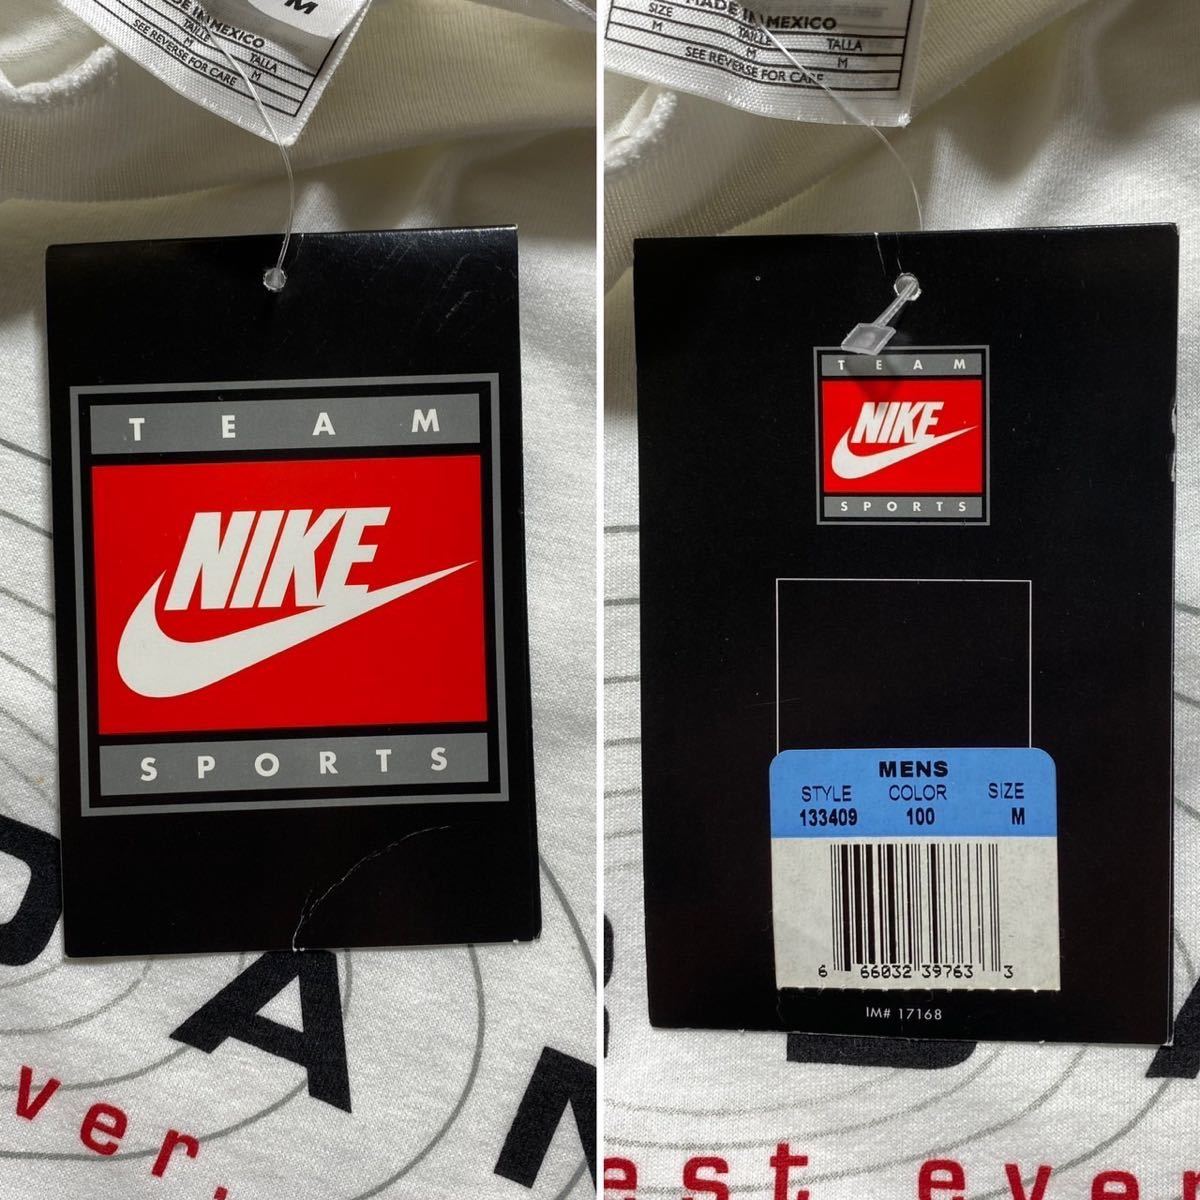 M
MADE IN MEXICO
TAILLE TALLA
M M
SEE REVERSE FOR CARE
TEAM
NIKE
SPORTS
A
ver.
MADE IN MEXICO
SIZE TAILLE TALLA
M M M
SEE REVERSE FOR CARE
TEAM
NIKE
SPORTS
MENS
STYLE COLOR SIZE
133409 100 M
6 66032 39763 3
IM# 17168
est ever